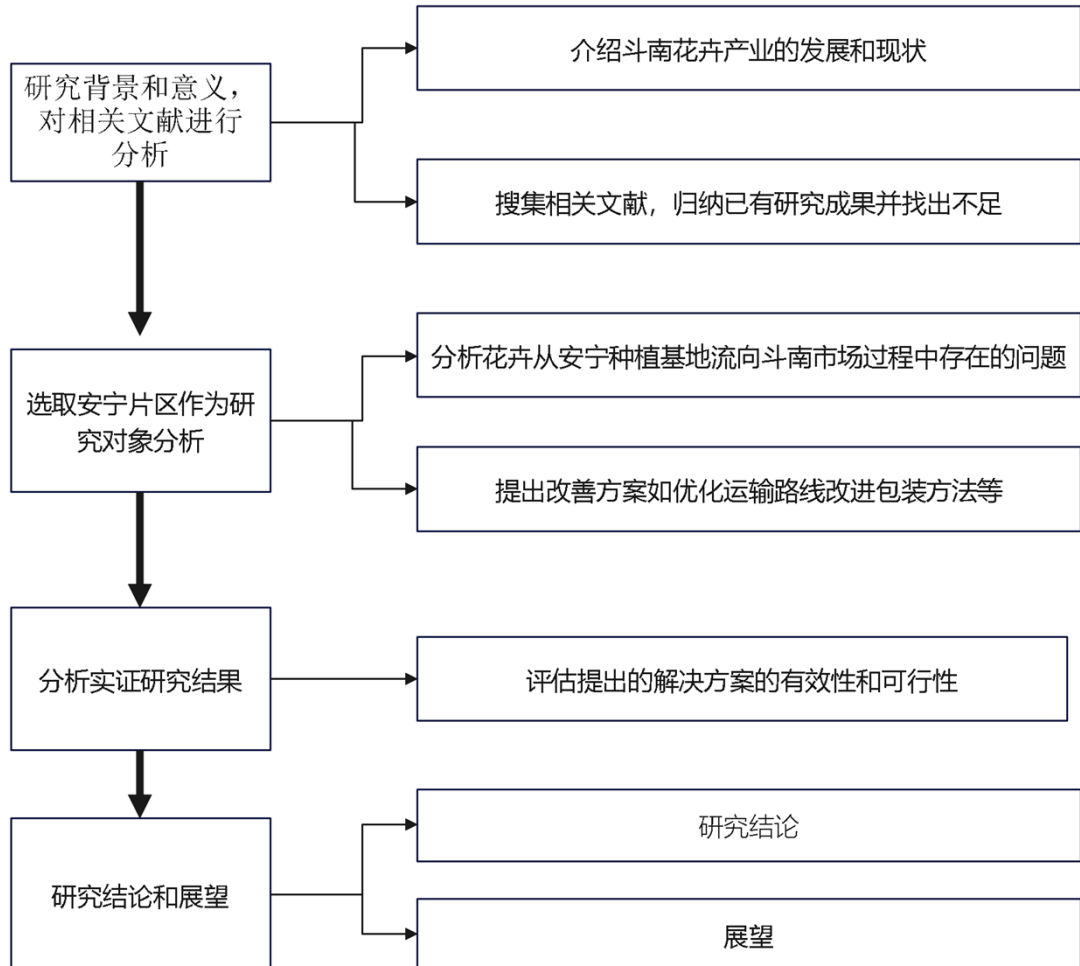 介绍斗南花卉产业的发展和现状
研究背景和意义，
对相关文献进行
分析
搜集相关文献，归纳已有研究成果并找出不足
分析花卉从安宁种植基地流向斗南市场过程中存在的问题
选取安宁片区作为研
究对象分析
提出改善方案如优化运输路线改进包装方法等
分析实证研究结果
评估提出的解决方案的有效性和可行性
研究结论
研究结论和展望
展望